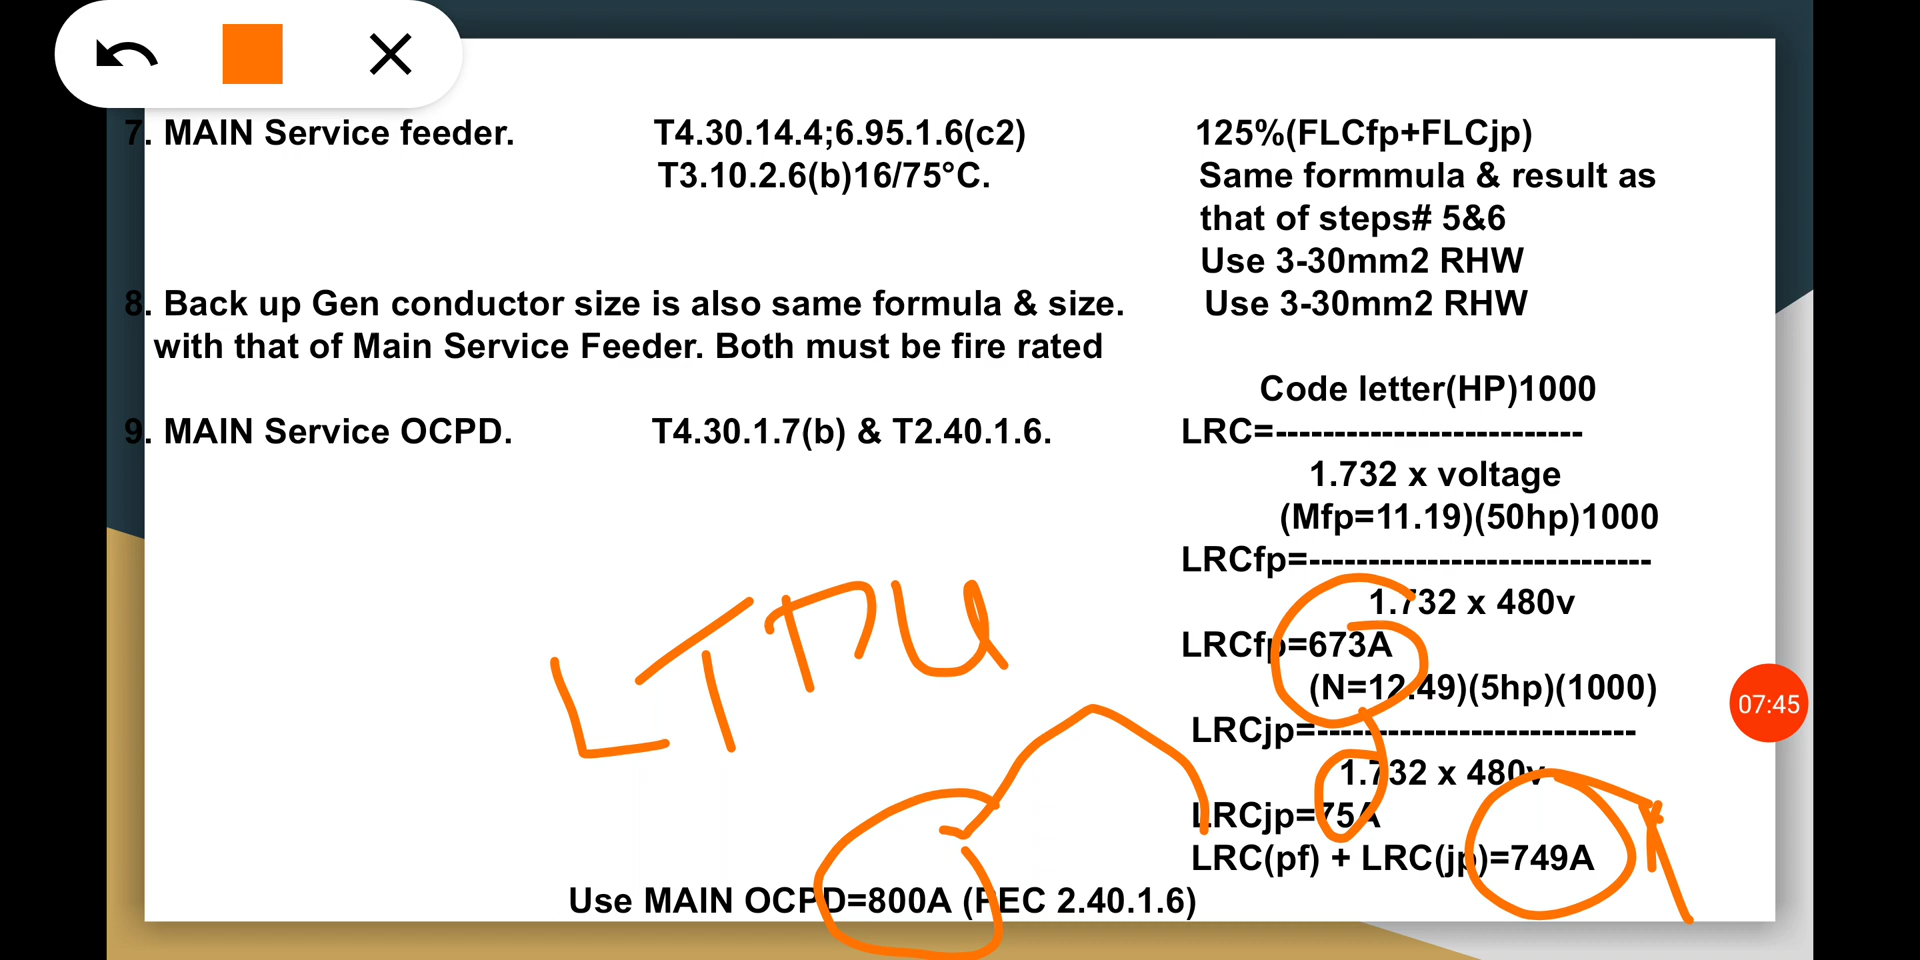 7. MAIN Service feeder. T4.30.14.4;6.95.1.6(c2) 125%(FLCfp+FLCjp)
T3.10.2.6(b)16/75°C. Same formmula & result as
that of steps# 5&6
Use 3-30mm2 RHW
8. Back up Gen conductor size is also same formula & size. Use 3-30mm2 RHW
with that of Main Service Feeder. Both must be fire rated
Code letter(HP)1000
9. MAIN Service OCPD. T4.30.1.7(b) & T2.40.1.6. LRC=--------------------------
1.732 x voltage
(Mfp=11.19)(50hp)1000
LRCfp=-----------------------------
1.732 x 480v
LRCfp=673A
(N=12.49)(5hp)(1000)
LRCjp=---------------------------
1.732 x 480v
LRCjp=75A
LRC(pf) + LRC(jp)=749A
Use MAIN OCPD=800A (PEC 2.40.1.6)
LTPU
07:45